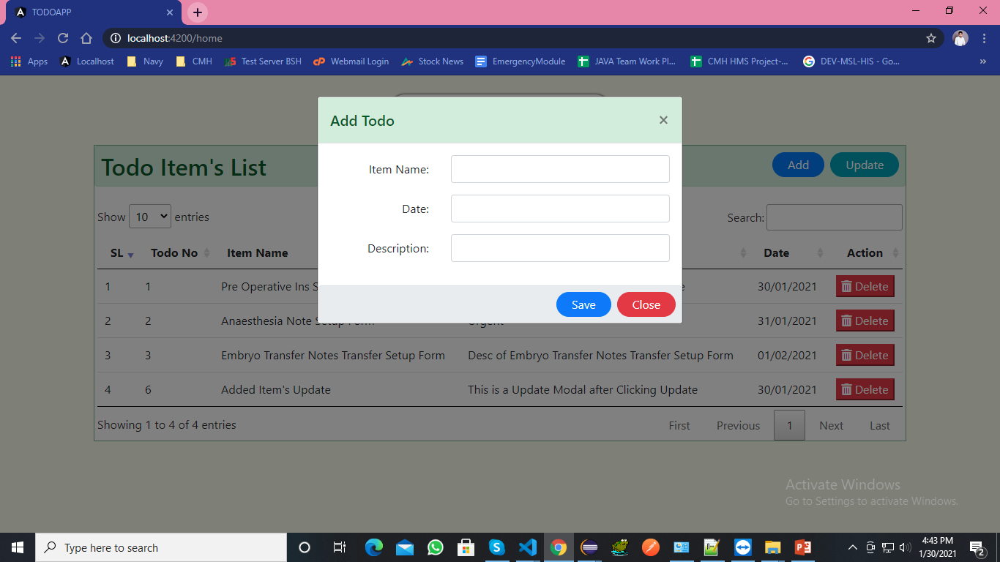 TODOAPP
localhost:4200/home
Apps Localhost Navy CMH Test Server BSH Webmail Login Stock News EmergencyModule JAVA Team Work Pl... CMH HMS Project-... DEV-MSL-HIS - Go...
Add Todo ×
Item Name:
Date:
Description:
Save Close
Todo Item's List Add Update
Show 10 entries Search:
SL Todo No Item Name Date Action
1 1 Pre Operative Ins S 30/01/2021 Delete
2 2 Anaesthesia Note Setup Form Urgent 31/01/2021 Delete
3 3 Embryo Transfer Notes Transfer Setup Form Desc of Embryo Transfer Notes Transfer Setup Form 01/02/2021 Delete
4 6 Added Item's Update This is a Update Modal after Clicking Update 30/01/2021 Delete
Showing 1 to 4 of 4 entries First Previous 1 Next Last
Activate Windows
Go to Settings to activate Windows.
Type here to search
4:43 PM
1/30/2021
2